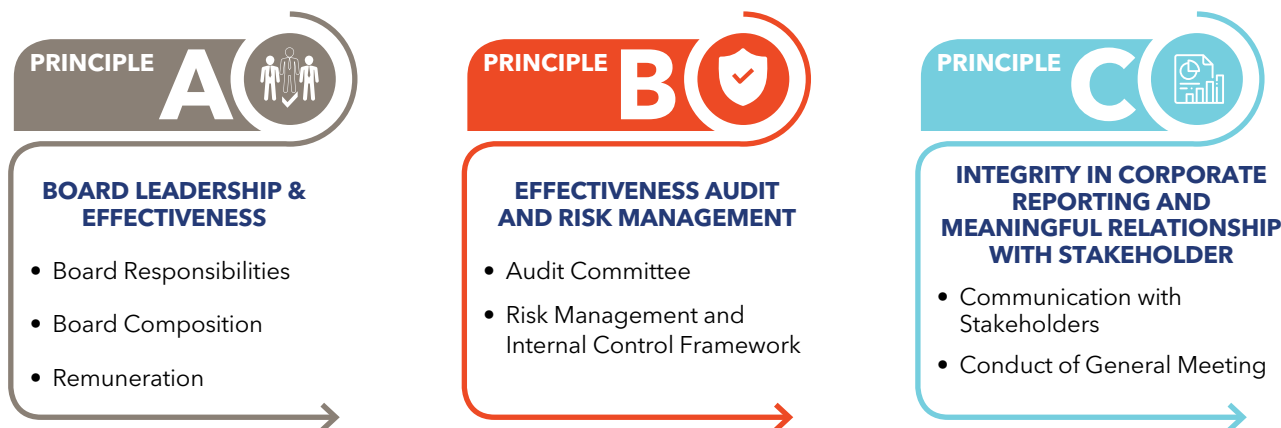 PRINCIPLE A
BOARD LEADERSHIP &
EFFECTIVENESS
• Board Responsibilities
• Board Composition
• Remuneration
PRINCIPLE B
EFFECTIVENESS AUDIT
AND RISK MANAGEMENT
• Audit Committee
• Risk Management and
Internal Control Framework
PRINCIPLE C
INTEGRITY IN CORPORATE
REPORTING AND
MEANINGFUL RELATIONSHIP
WITH STAKEHOLDER
• Communication with
Stakeholders
• Conduct of General Meeting